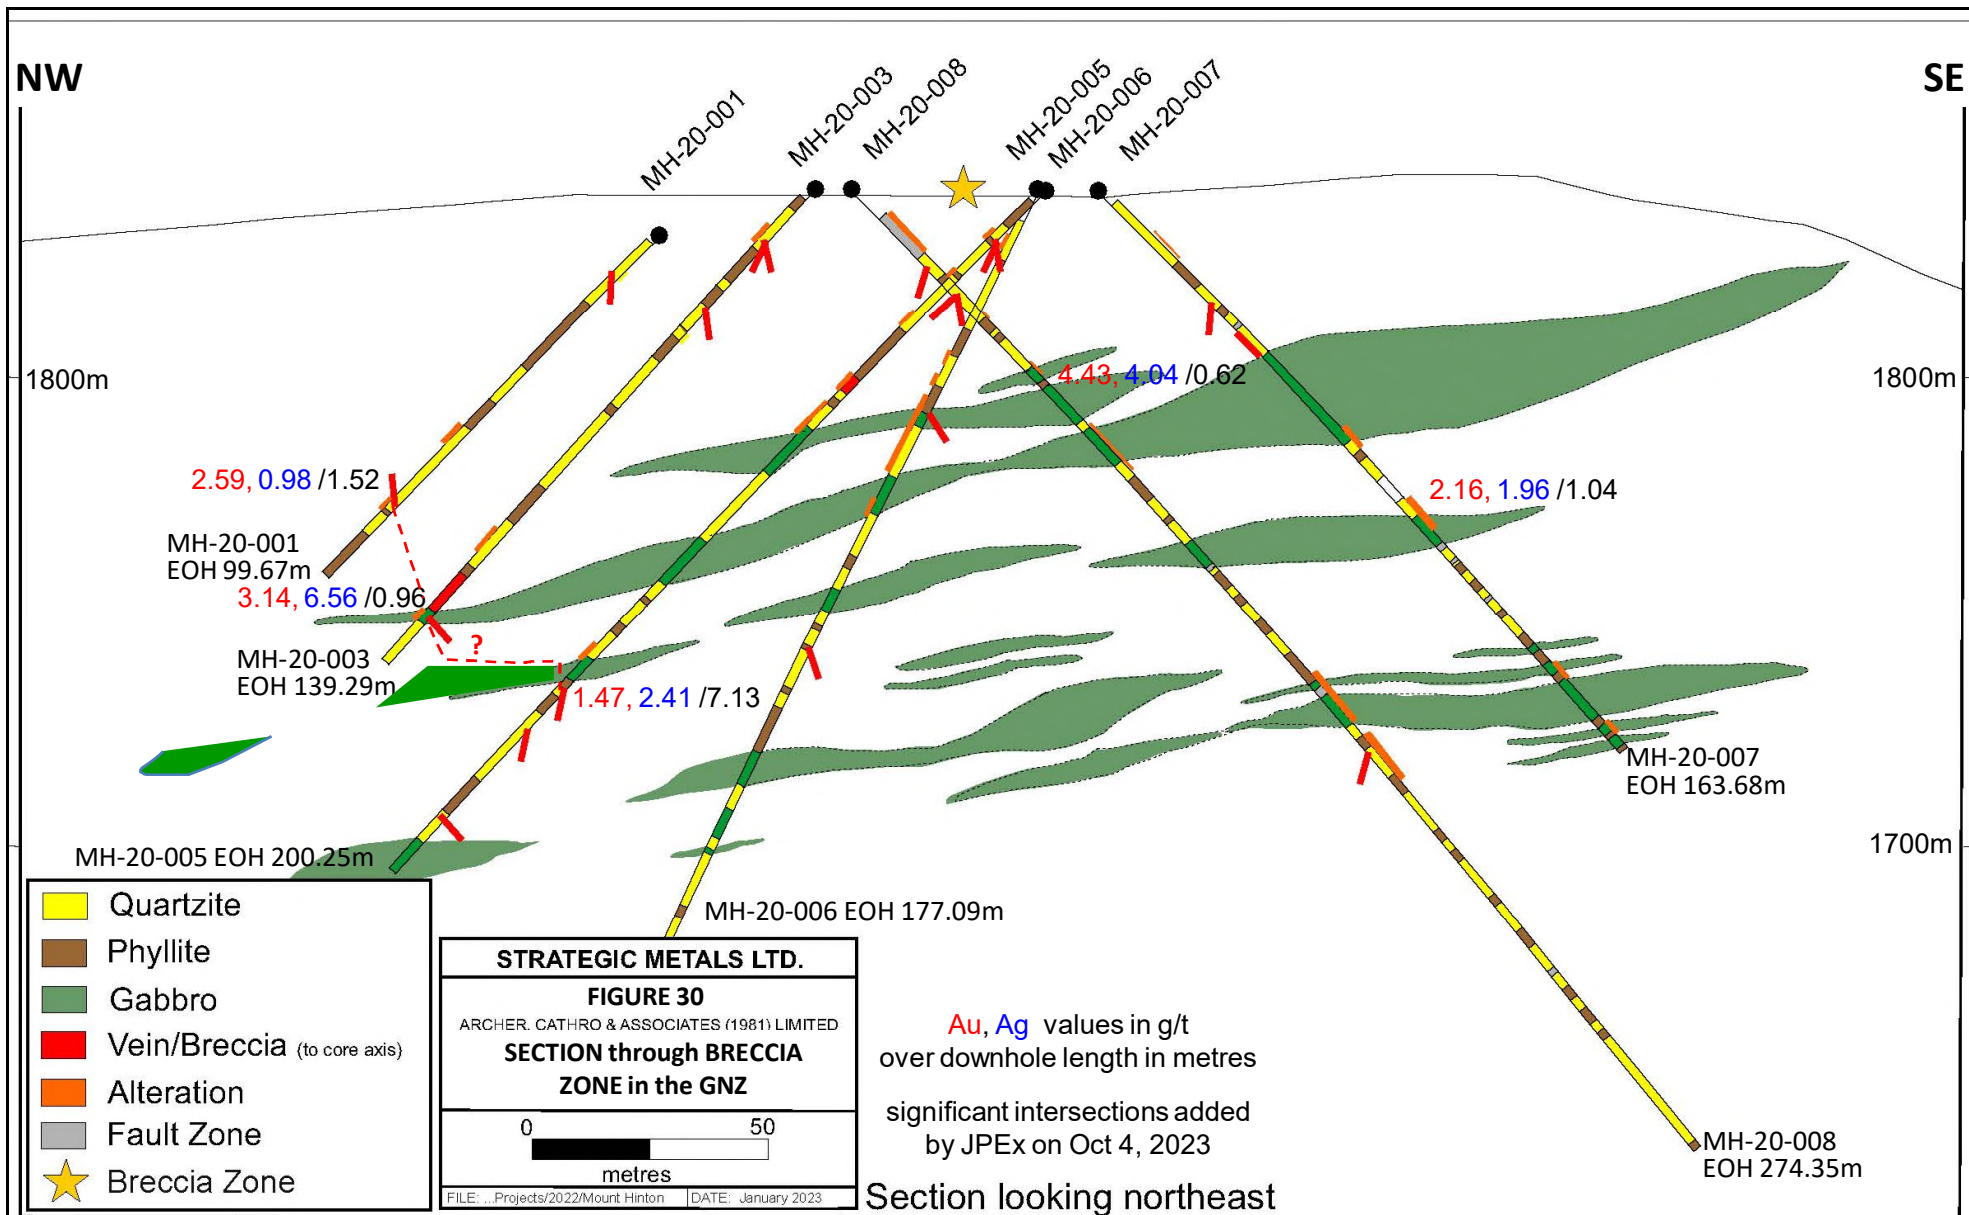 NW
SE
MH-20-001
MH-20-003
MH-20-008
MH-20-005
MH-20-006
MH-20-007
1800m
1800m
4.43, 4.04 /0.62
2.59, 0.98 /1.52
2.16, 1.96 /1.04
MH-20-001
EOH 99.67m
3.14, 6.56 /0.96
?
MH-20-003
EOH 139.29m
1.47, 2.41 /7.13
MH-20-007
EOH 163.68m
1700m
MH-20-005 EOH 200.25m
MH-20-006 EOH 177.09m
MH-20-008
EOH 274.35m
Quartzite
Phyllite
Gabbro
Vein/Breccia (to core axis)
Alteration
Fault Zone
Breccia Zone
STRATEGIC METALS LTD.
FIGURE 30
ARCHER, CATHRO & ASSOCIATES (1981) LIMITED
SECTION through BRECCIA
ZONE in the GNZ
0 50
metres
FILE: ...Projects/2022/Mount Hinton DATE: January 2023
Au, Ag values in g/t
over downhole length in metres
significant intersections added
by JPEx on Oct 4, 2023
Section looking northeast